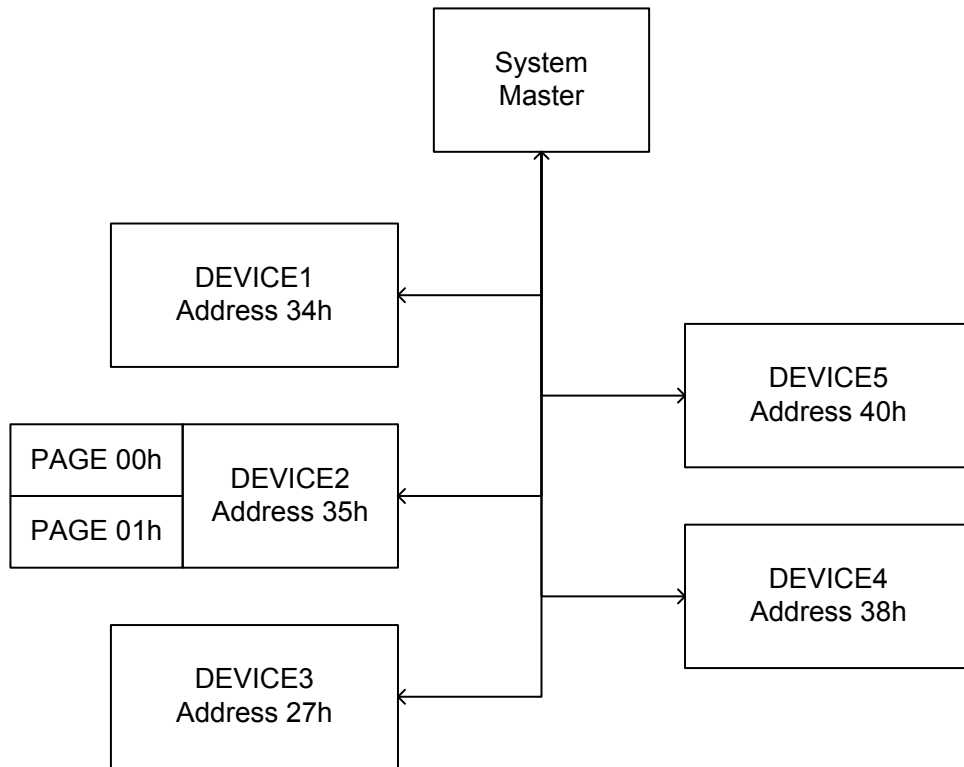 System
Master
DEVICE1
Address 34h
DEVICE5
Address 40h
PAGE 00h
PAGE 01h
DEVICE2
Address 35h
DEVICE4
Address 38h
DEVICE3
Address 27h